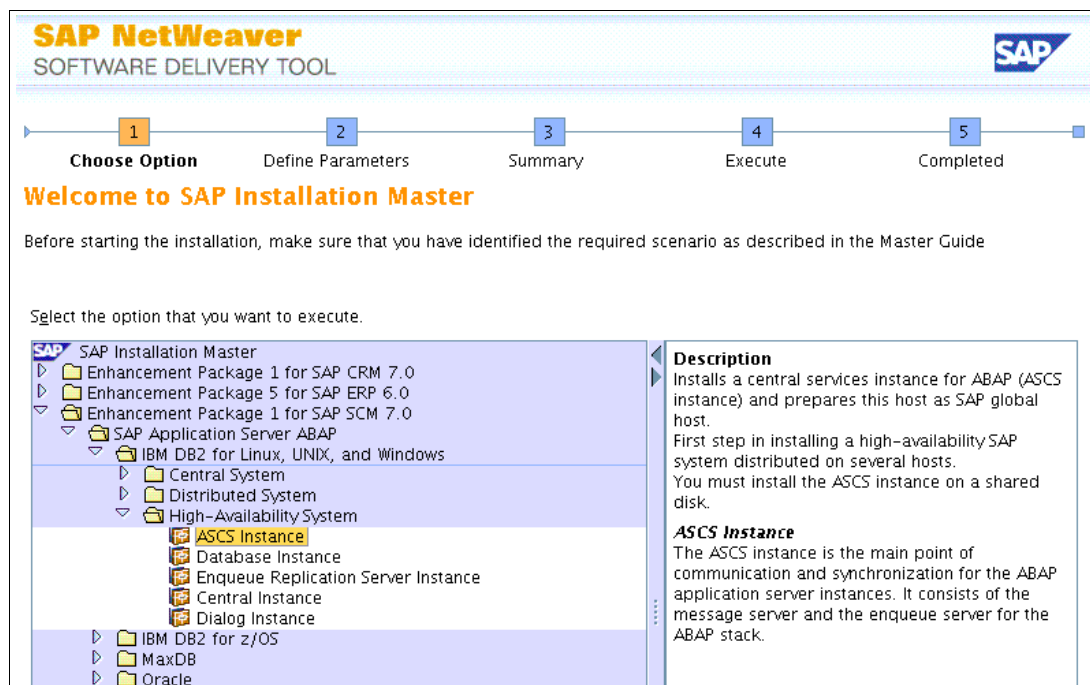 SAP NetWeaver
SOFTWARE DELIVERY TOOL
SAP
1 2 3 4 5
Choose Option Define Parameters Summary Execute Completed
Welcome to SAP Installation Master
Before starting the installation, make sure that you have identified the required scenario as described in the Master Guide
Select the option that you want to execute.
SAP SAP Installation Master
Enhancement Package 1 for SAP CRM 7.0
Enhancement Package 5 for SAP ERP 6.0
Enhancement Package 1 for SAP SCM 7.0
SAP Application Server ABAP
IBM DB2 for Linux, UNIX, and Windows
Central System
Distributed System
High-Availability System
ASCS Instance
Database Instance
Enqueue Replication Server Instance
Central Instance
Dialog Instance
IBM DB2 for z/OS
MaxDB
Oracle
Description
Installs a central services instance for ABAP (ASCS
instance) and prepares this host as SAP global
host.
First step in installing a high-availability SAP
system distributed on several hosts.
You must install the ASCS instance on a shared
disk.
ASCS Instance
The ASCS instance is the main point of
communication and synchronization for the ABAP
application server instances. It consists of the
message server and the enqueue server for the
ABAP stack.